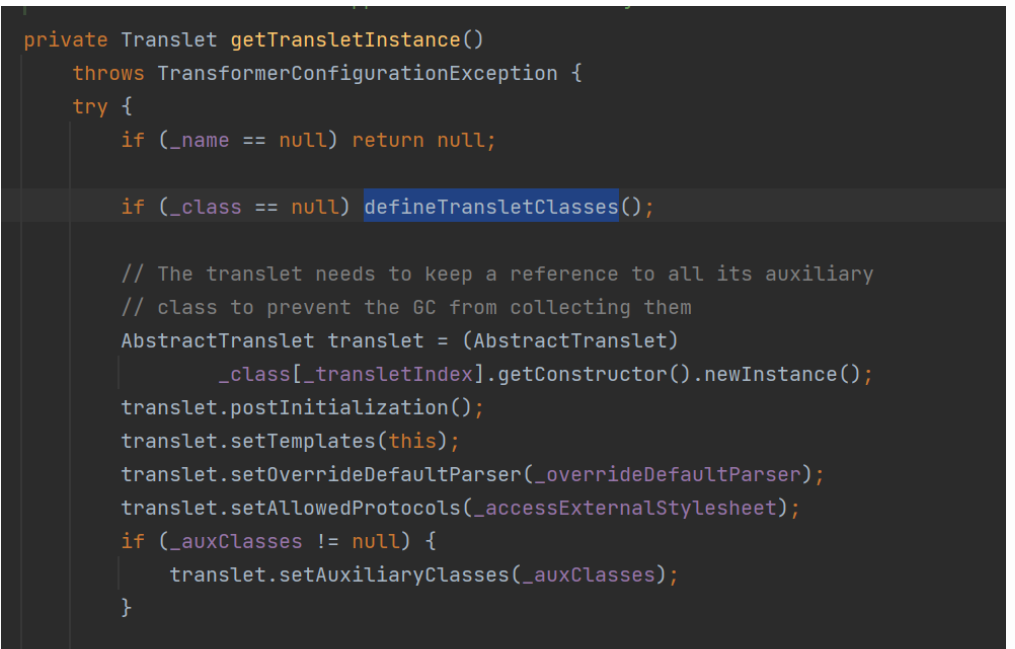 private Translet getTransletInstance()
throws TransformerConfigurationException {
try {
if (_name == null) return null;
if (_class == null) defineTransletClasses();
// The translet needs to keep a reference to all its auxiliary
// class to prevent the GC from collecting them
AbstractTranslet translet = (AbstractTranslet)
_class[_transletIndex].getConstructor().newInstance();
translet.postInitialization();
translet.setTemplates(this);
translet.setOverrideDefaultParser(_overrideDefaultParser);
translet.setAllowedProtocols(_accessExternalStylesheet);
if (_auxClasses != null) {
translet.setAuxiliaryClasses(_auxClasses);
}